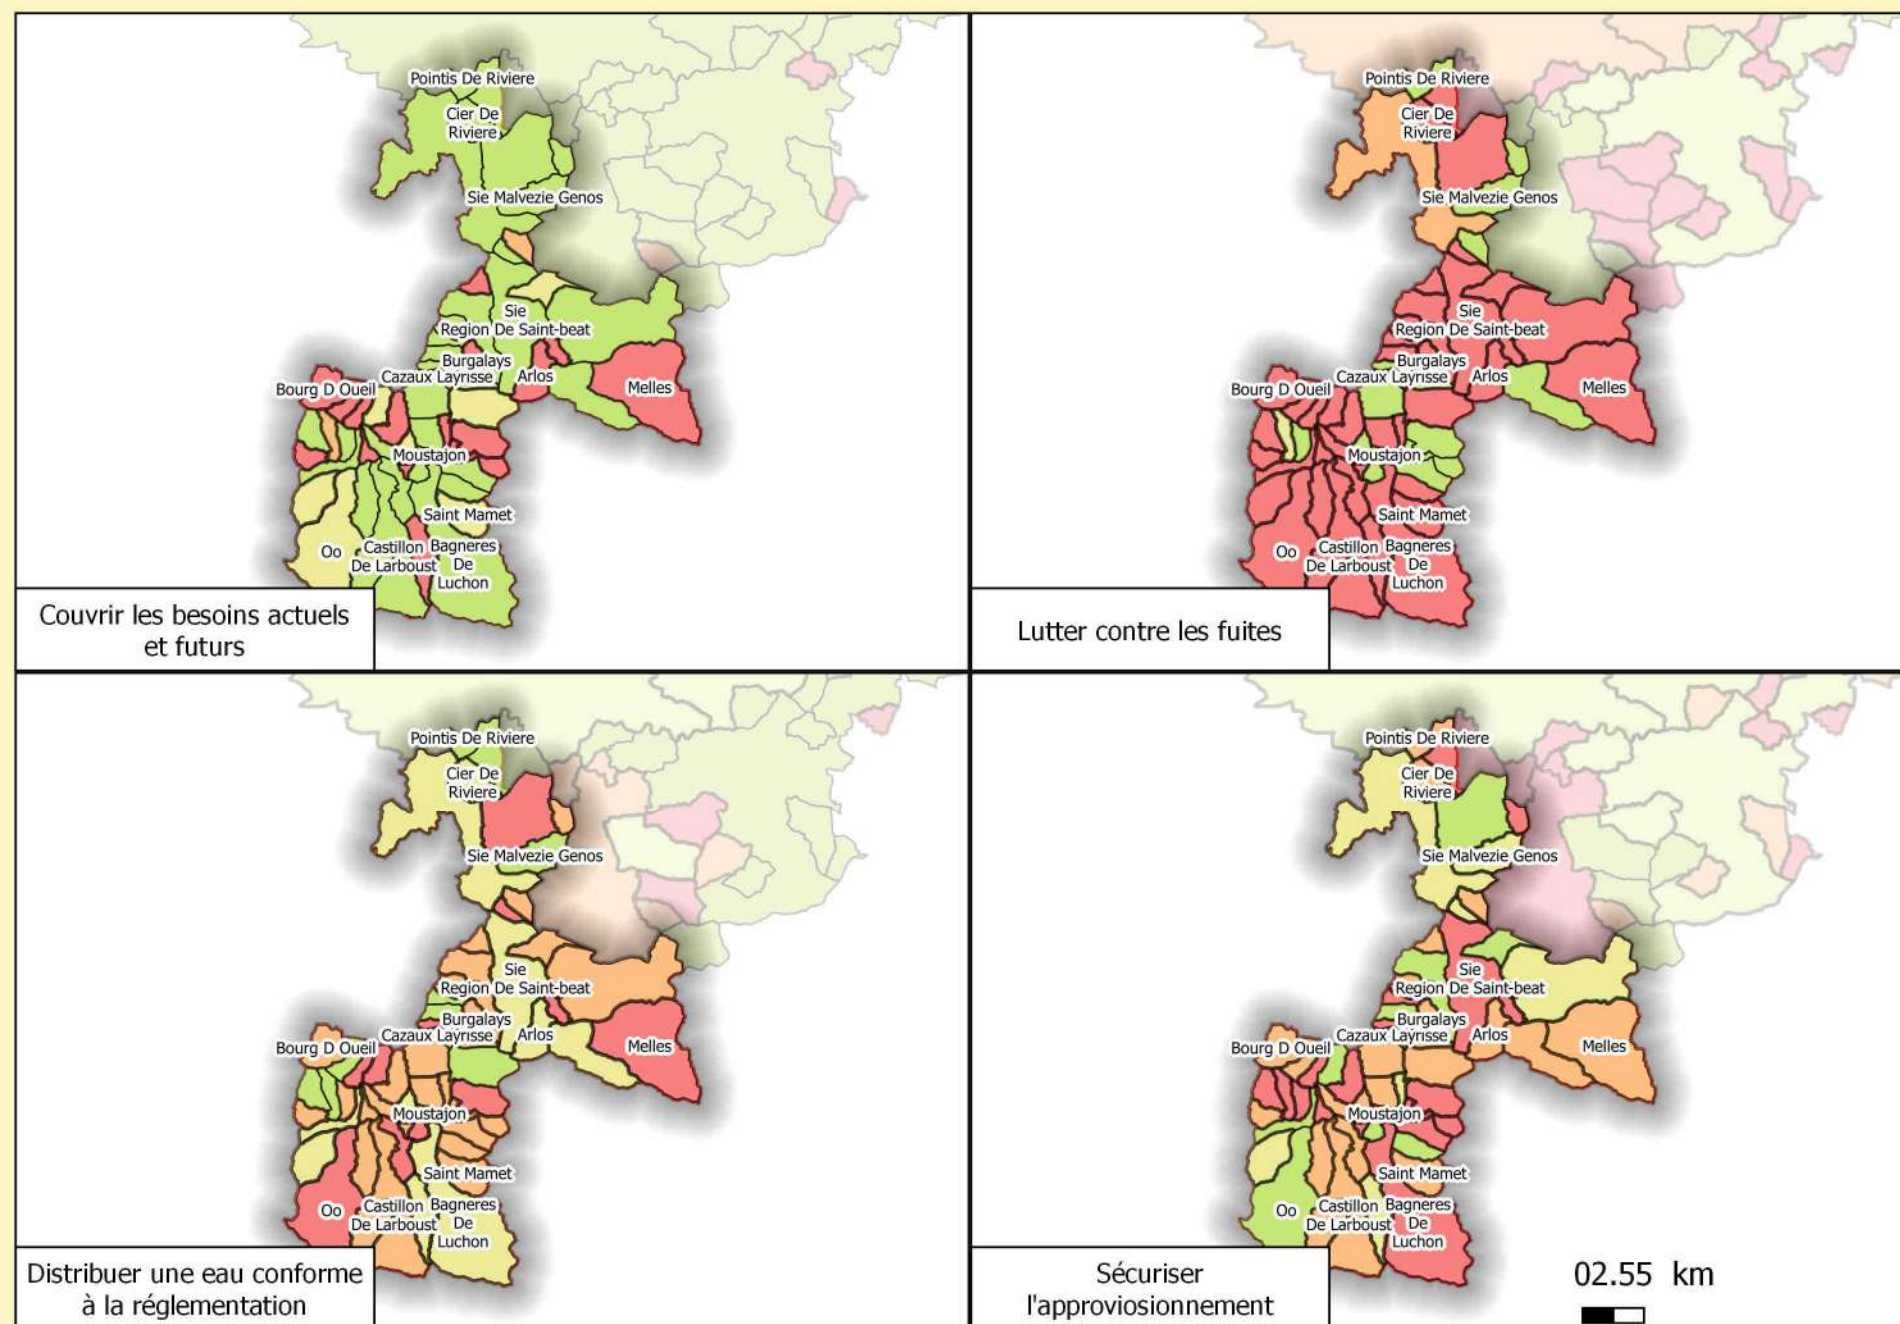 Pointis De Riviere
Cier De
Riviere
Sie Malvezie Genos
Sie
Region De Saint-beat
Burgalays
Cazaux Layrisse
Arlos
Bourg D Oueil
Melles
Moustajon
Saint Mamet
Oo
Castillon
De Larboust
Bagneres
De
Luchon
Couvrir les besoins actuels
et futurs
Pointis De Riviere
Cier De
Riviere
Sie Malvezie Genos
Sie
Region De Saint-beat
Burgalays
Cazaux Layrisse
Arlos
Bourg D Oueil
Melles
Moustajon
Saint Mamet
Oo
Castillon
De Larboust
Bagneres
De
Luchon
Lutter contre les fuites
Pointis De Riviere
Cier De
Riviere
Sie Malvezie Genos
Sie
Region De Saint-beat
Burgalays
Cazaux Layrisse
Arlos
Bourg D Oueil
Melles
Moustajon
Saint Mamet
Oo
Castillon
De Larboust
Bagneres
De
Luchon
Distribuer une eau conforme
à la réglementation
Pointis De Riviere
Cier De
Riviere
Sie Malvezie Genos
Sie
Region De Saint-beat
Burgalays
Cazaux Layrisse
Arlos
Bourg D Oueil
Melles
Moustajon
Saint Mamet
Oo
Castillon
De Larboust
Bagneres
De
Luchon
Sécuriser
l'approviosionnement
02.55 km